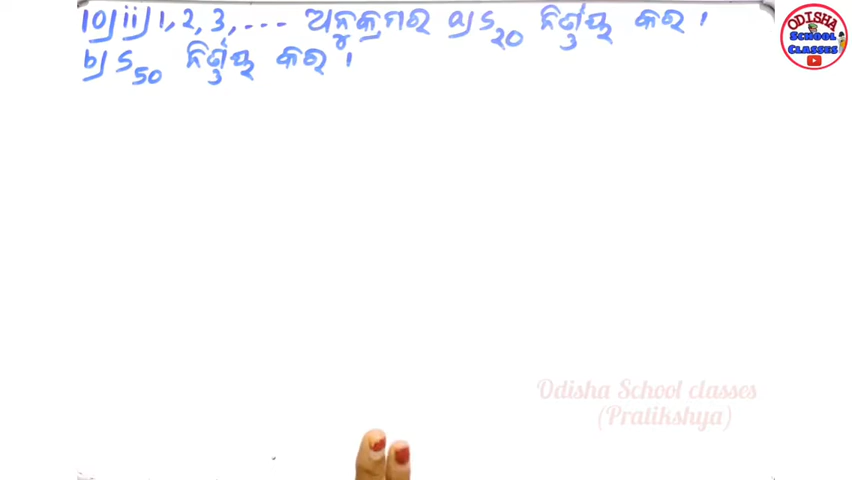 10) ii) 1, 2, 3, --- ଅନୁକ୍ରମର a) S20 ନିର୍ଣ୍ଣୟ କର ।
b) S50 ନିର୍ଣ୍ଣୟ କର ।
ODISHA
SCHOOL
CLASSES
Odisha School classes
(Pratikshya)